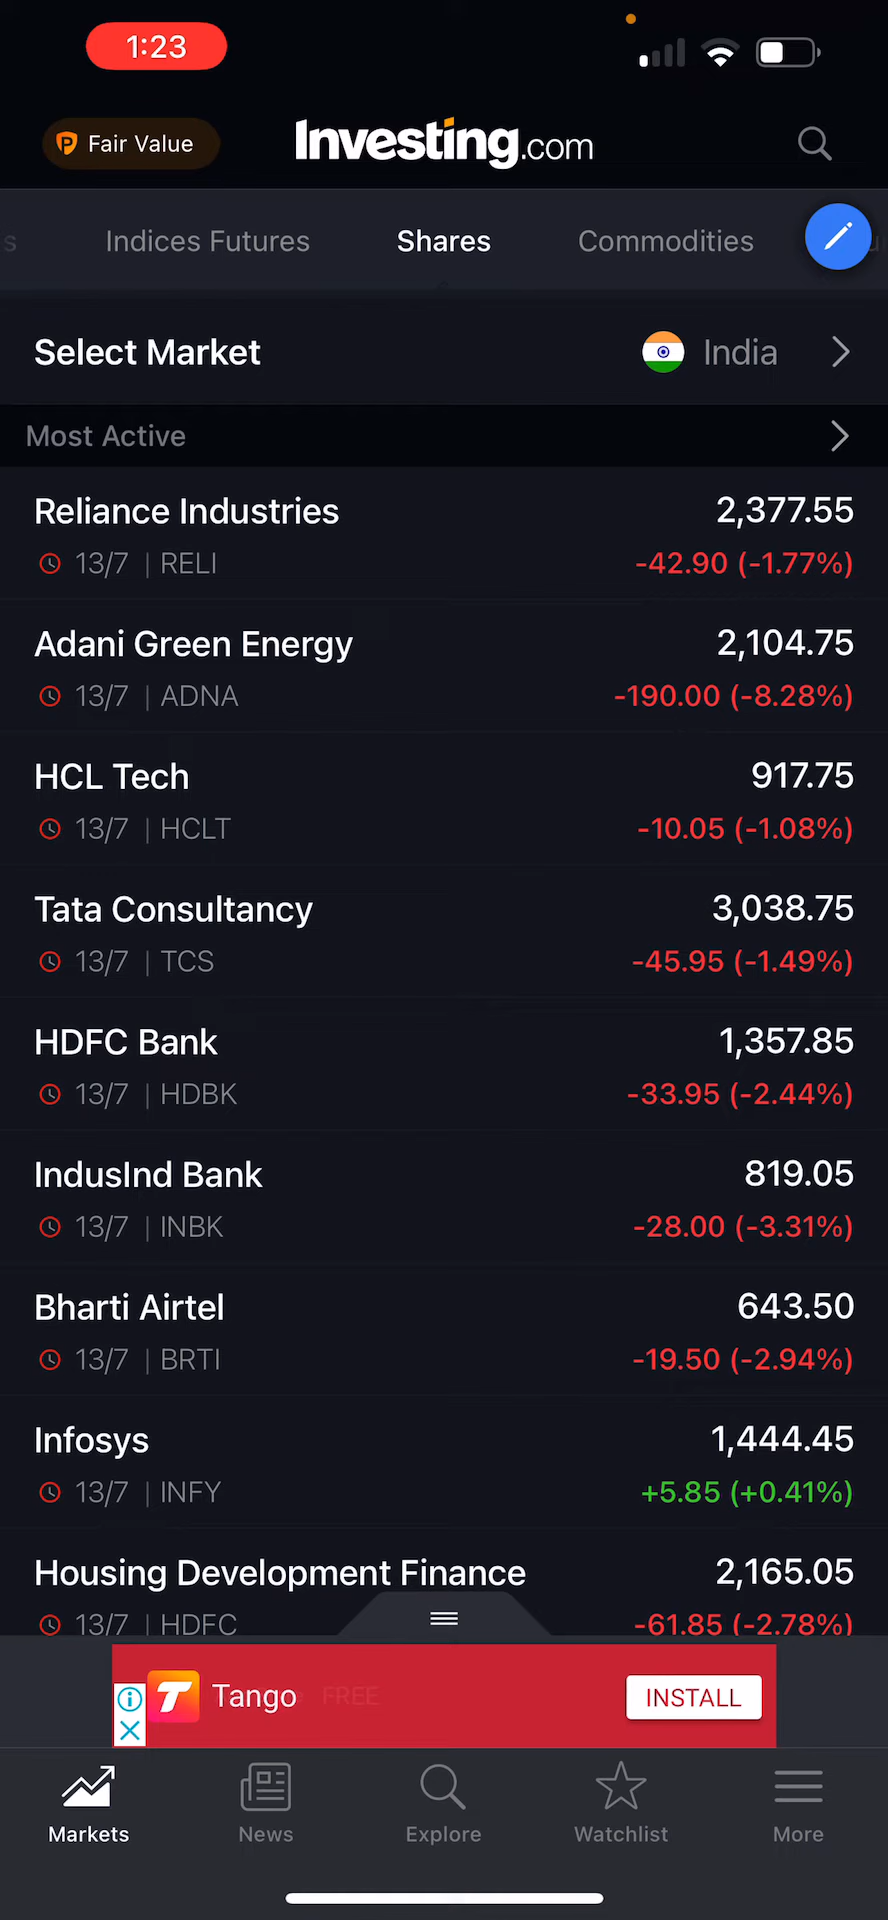 1:23
Fair Value
Investing.com
s Indices Futures Shares Commodities
Select Market India
Most Active
Reliance Industries 2,377.55
13/7 | RELI -42.90 (-1.77%)
Adani Green Energy 2,104.75
13/7 | ADNA -190.00 (-8.28%)
HCL Tech 917.75
13/7 | HCLT -10.05 (-1.08%)
Tata Consultancy 3,038.75
13/7 | TCS -45.95 (-1.49%)
HDFC Bank 1,357.85
13/7 | HDBK -33.95 (-2.44%)
IndusInd Bank 819.05
13/7 | INBK -28.00 (-3.31%)
Bharti Airtel 643.50
13/7 | BRTI -19.50 (-2.94%)
Infosys 1,444.45
13/7 | INFY +5.85 (+0.41%)
Housing Development Finance 2,165.05
13/7 | HDFC -61.85 (-2.78%)
Tango FREE INSTALL
Markets News Explore Watchlist More